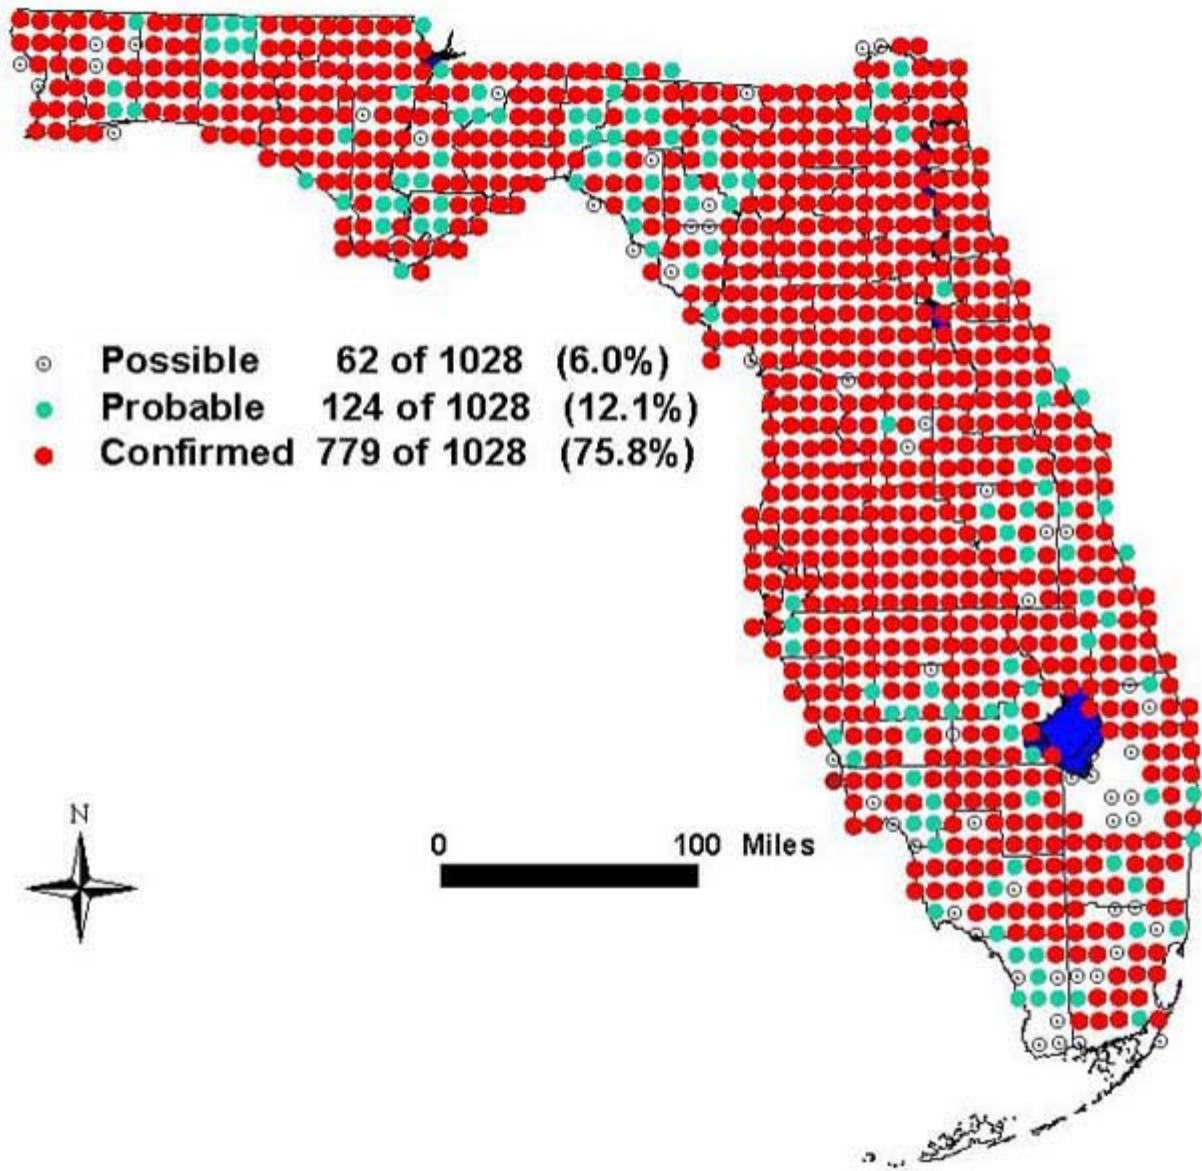 Possible 62 of 1028 (6.0%)
Probable 124 of 1028 (12.1%)
Confirmed 779 of 1028 (75.8%)
N
0 100 Miles